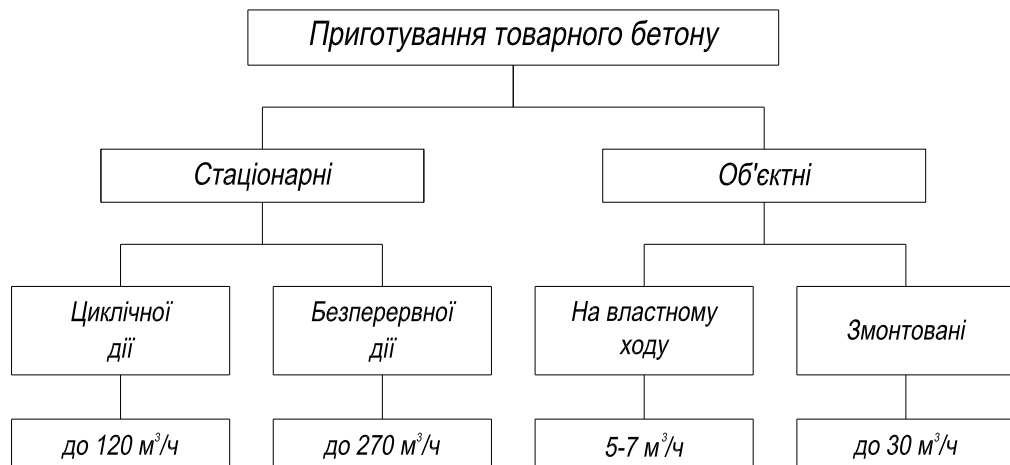 Приготування товарного бетону
Стаціонарні
Об'єктні
Циклічної
дії
Безперервної
дії
На властному
ходу
Змонтовані
до 120 м³/ч
до 270 м³/ч
5-7 м³/ч
до 30 м³/ч